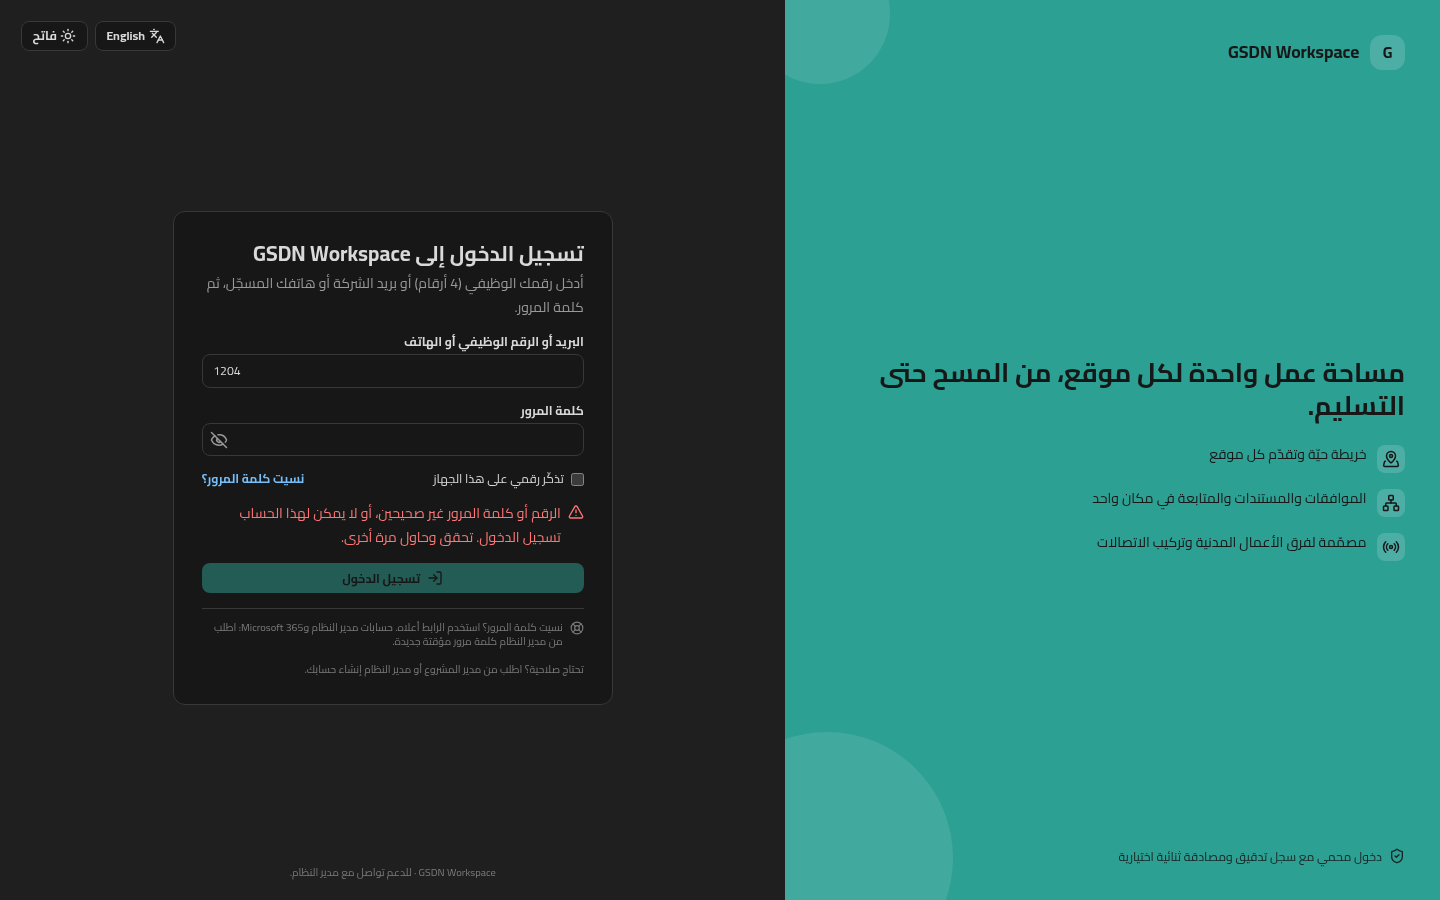 G
GSDN Workspace
مساحة عمل واحدة لكل موقع، من المسح حتى
التسليم.
خريطة حيّة وتقدّم كل موقع
الموافقات والمستندات والمتابعة في مكان واحد
مصمّمة لفرق الأعمال المدنية وتركيب الاتصالات
دخول محمي مع سجل تدقيق ومصادقة ثنائية اختيارية
English
فاتح
تسجيل الدخول إلى GSDN Workspace
أدخل رقمك الوظيفي (4 أرقام) أو بريد الشركة أو هاتفك المسجّل، ثم
كلمة المرور.
البريد أو الرقم الوظيفي أو الهاتف
1204
كلمة المرور
تذكّر رقمي على هذا الجهاز
نسيت كلمة المرور؟
الرقم أو كلمة المرور غير صحيحين، أو لا يمكن لهذا الحساب
تسجيل الدخول. تحقق وحاول مرة أخرى.
تسجيل الدخول
نسيت كلمة المرور؟ استخدم الرابط أعلاه. حسابات مدير النظام وMicrosoft 365: اطلب
من مدير النظام كلمة مرور مؤقتة جديدة.
تحتاج صلاحية؟ اطلب من مدير المشروع أو مدير النظام إنشاء حسابك.
GSDN Workspace · للدعم تواصل مع مدير النظام.